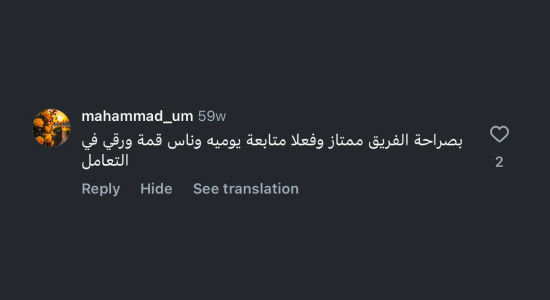 mahammad_um 59w
بصراحة الفريق ممتاز وفعلا متابعة يوميه وناس قمة ورقي في
التعامل
2
Reply Hide See translation